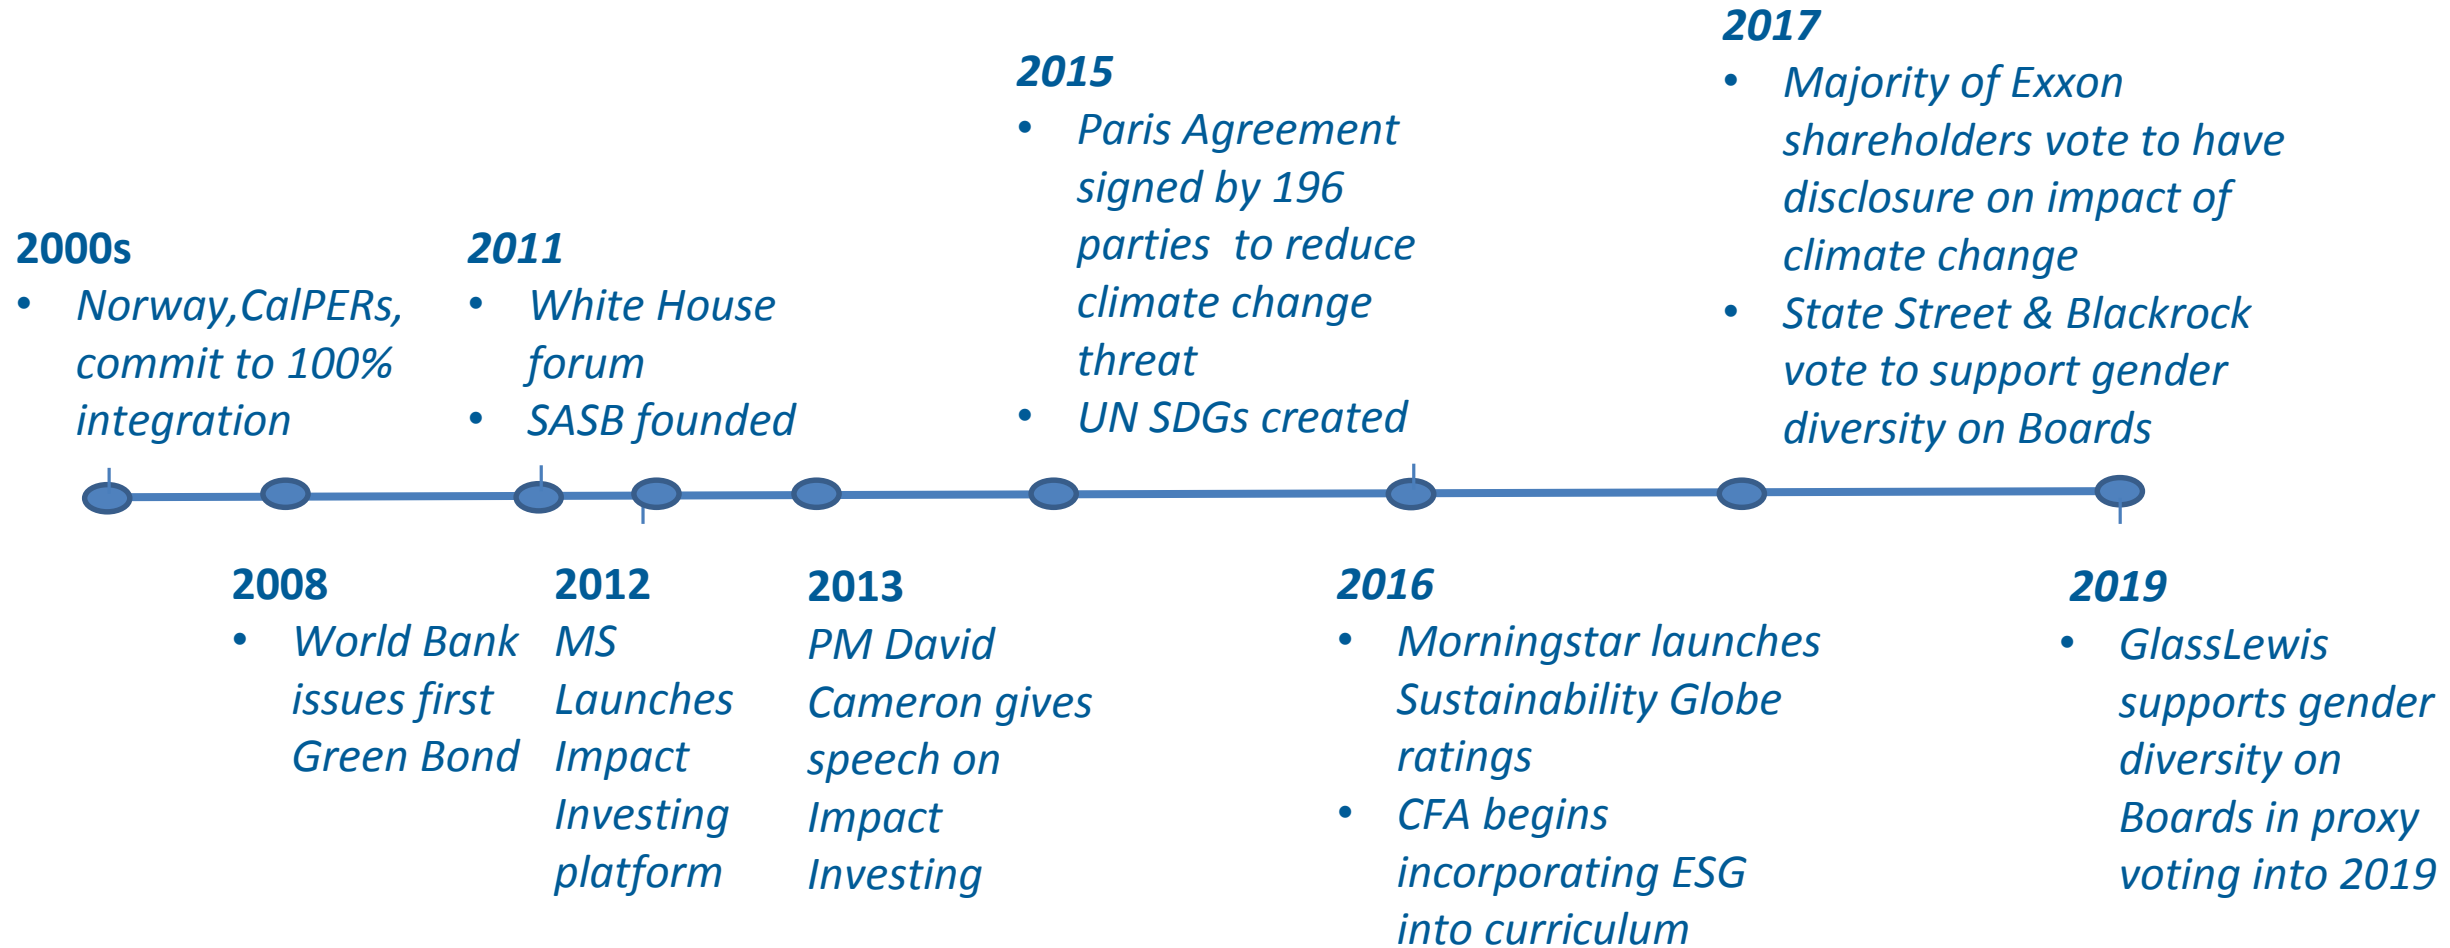 2000s
• Norway,CalPERs,
commit to 100%
integration
2008
• World Bank
issues first
Green Bond
2011
• White House
forum
• SASB founded
2012
MS
Launches
Impact
Investing
platform
2013
PM David
Cameron gives
speech on
Impact
Investing
2015
• Paris Agreement
signed by 196
parties  to reduce
climate change
threat
• UN SDGs created
2016
• Morningstar launches
Sustainability Globe
ratings
• CFA begins
incorporating ESG
into curriculum
2017
• Majority of Exxon
shareholders vote to have
disclosure on impact of
climate change
• State Street & Blackrock
vote to support gender
diversity on Boards
2019
• GlassLewis
supports gender
diversity on
Boards in proxy
voting into 2019